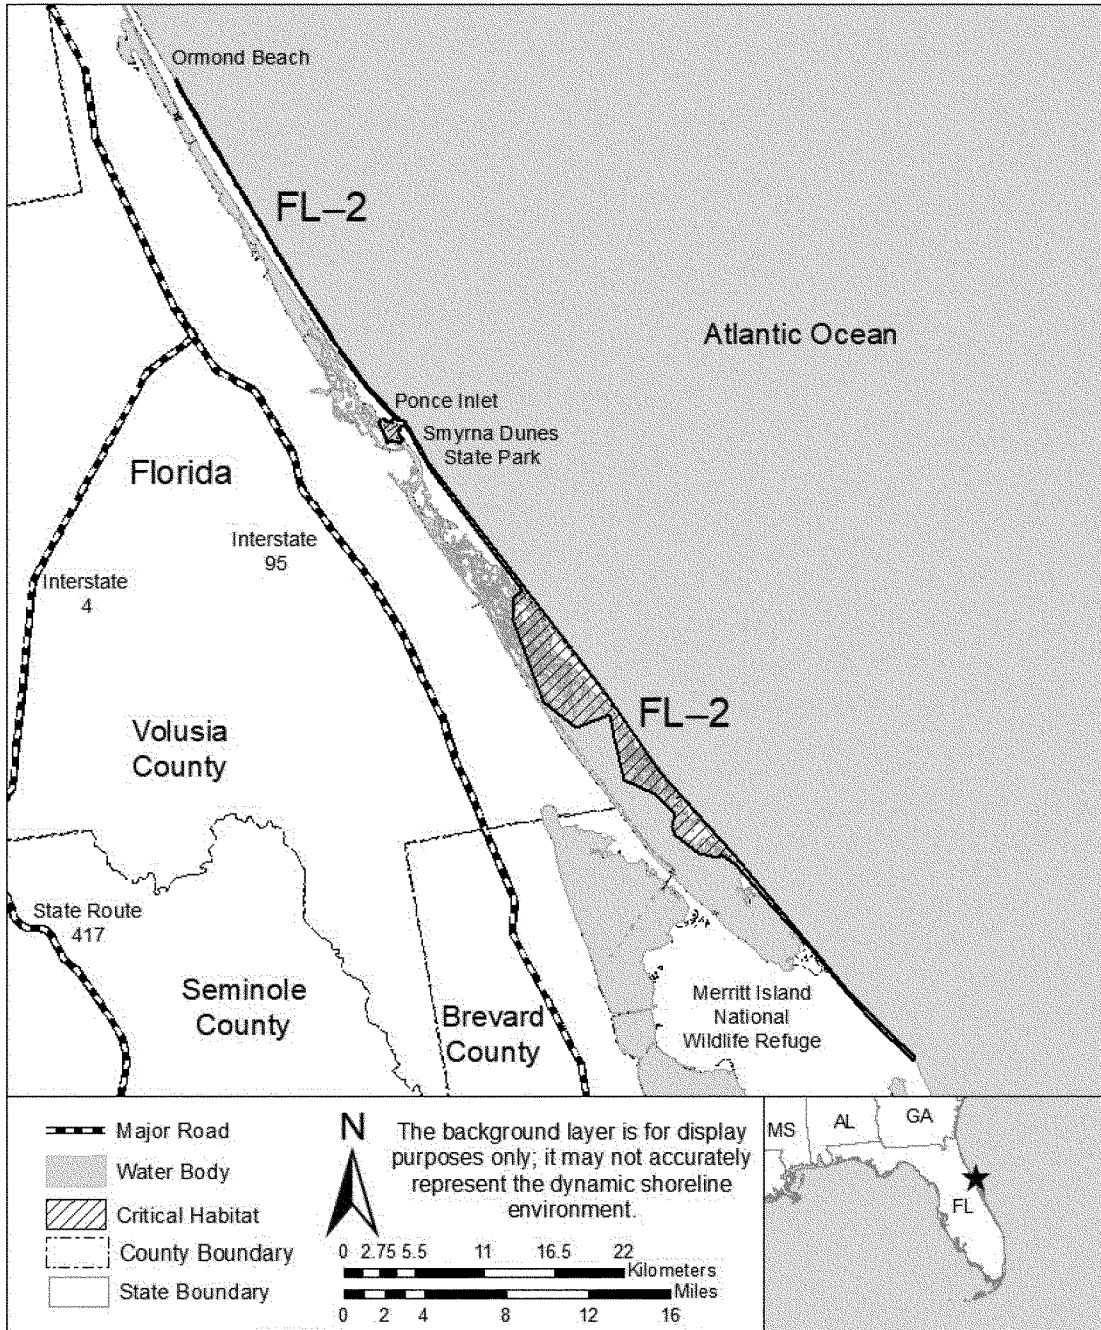 Ormond Beach
FL–2
Atlantic Ocean
Ponce Inlet
Smyrna Dunes
State Park
Florida
Interstate
95
Interstate
4
FL–2
Volusia
County
State Route
417
Seminole
County
Brevard
County
Merritt Island
National
Wildlife Refuge
Major Road
Water Body
Critical Habitat
County Boundary
State Boundary
N
The background layer is for display
purposes only; it may not accurately
represent the dynamic shoreline
environment.
0 2.75 5.5 11 16.5 22
Kilometers
Miles
0 2 4 8 12 16
MS
AL
GA
FL